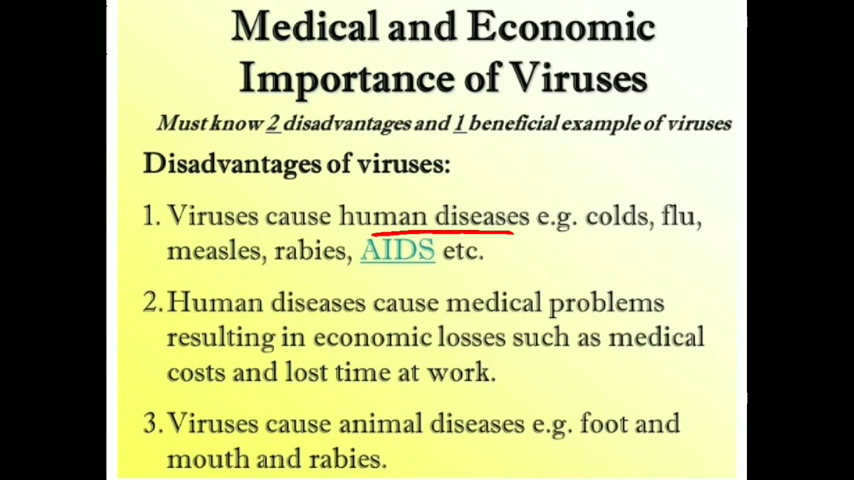 Medical and Economic
Importance of Viruses
Must know 2 disadvantages and 1 beneficial example of viruses
Disadvantages of viruses:
1. Viruses cause human diseases e.g. colds, flu,
measles, rabies, AIDS etc.
2. Human diseases cause medical problems
resulting in economic losses such as medical
costs and lost time at work.
3. Viruses cause animal diseases e.g. foot and
mouth and rabies.